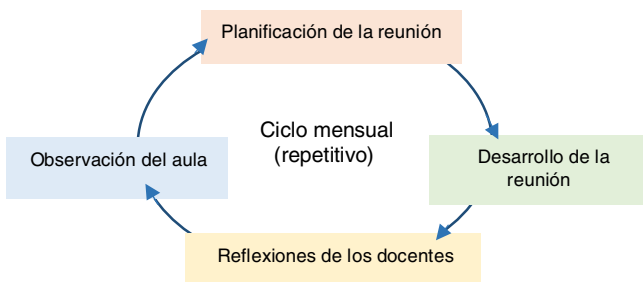 Planificación de la reunión
Ciclo mensual
(repetitivo)
Observación del aula
Desarrollo de la
reunión
Reflexiones de los docentes